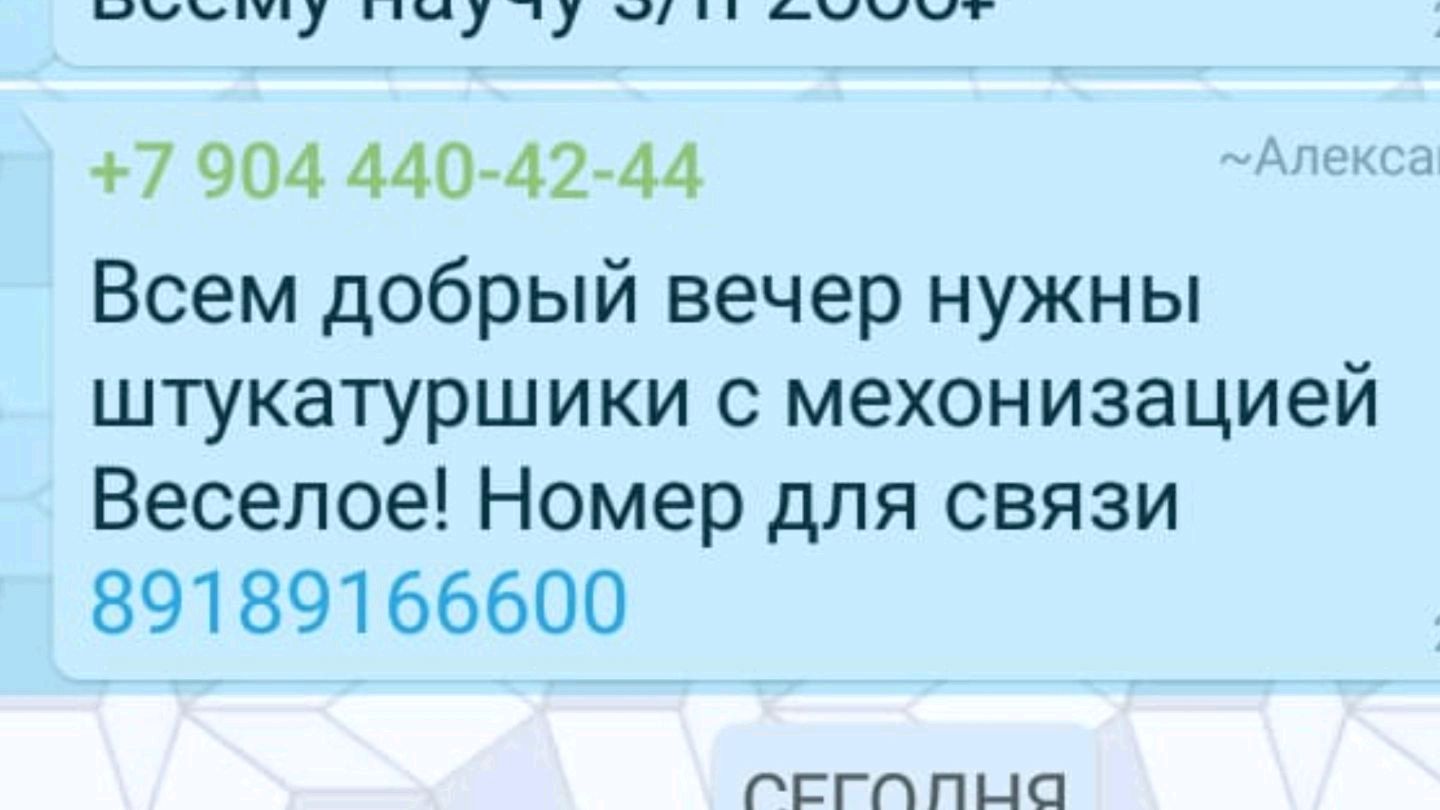 всему научу з/п 2000₽
+7 904 440-42-44
~Алекса
Всем добрый вечер нужны
штукатуршики с мехонизацией
Веселое! Номер для связи
89189166600
СЕГОДНЯ